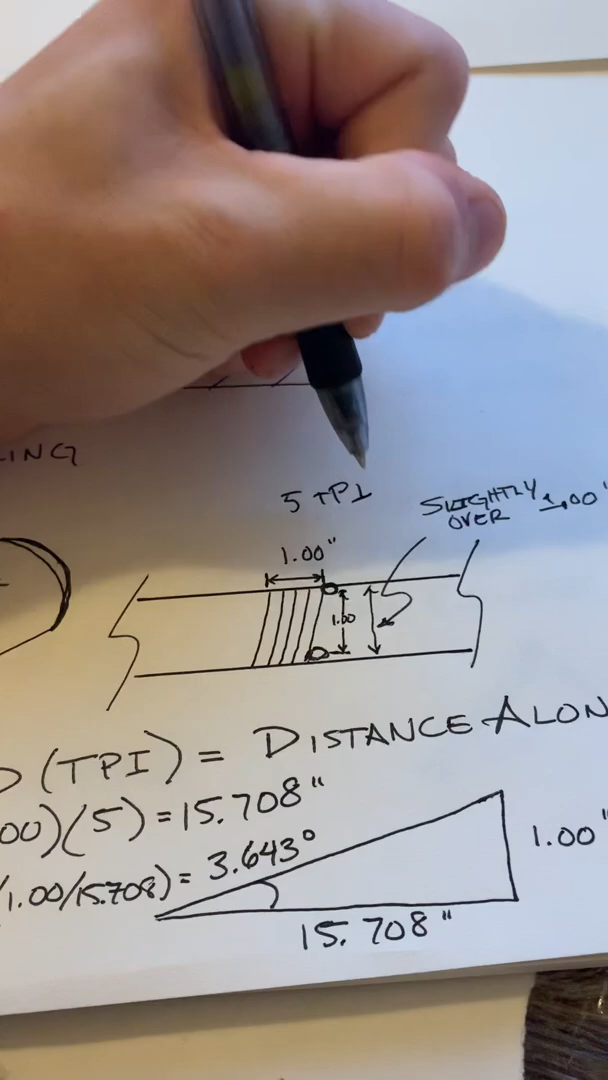 LING
5 TPI
SLIGHTLY
OVER 1.00"
1.00"
1.00
D (TPI) = DISTANCE ALON
00)(5) = 15.708"
(1.00/15.708) = 3.643°
1.00"
15.708"